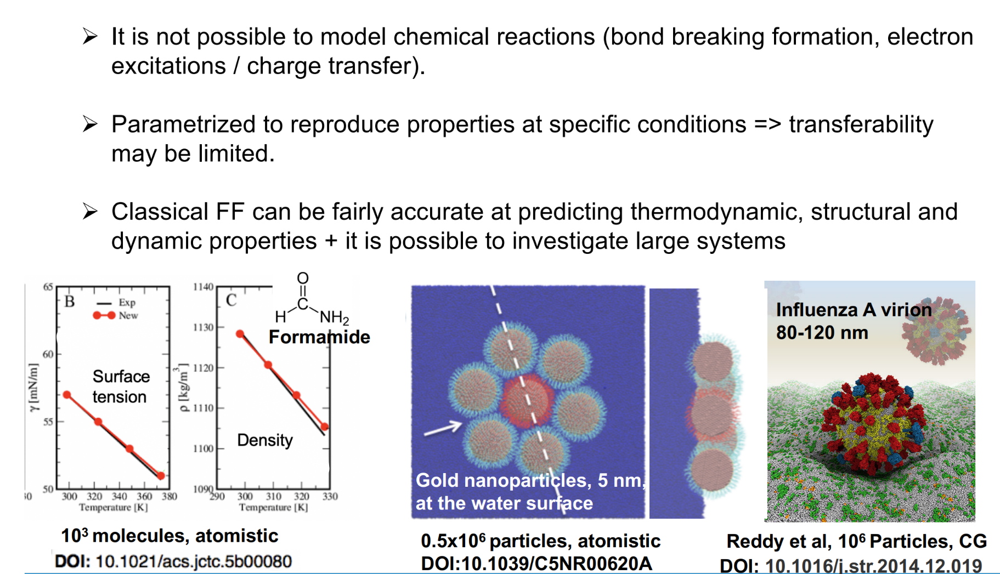 ➢ It is not possible to model chemical reactions (bond breaking formation, electron
excitations / charge transfer).
➢ Parametrized to reproduce properties at specific conditions => transferability
may be limited.
➢ Classical FF can be fairly accurate at predicting thermodynamic, structural and
dynamic properties + it is possible to investigate large systems
65
60
55
50
γ [mN/m]
B
Exp
New
Surface
tension
300 320 340 360 380
Temperature [K]
1140
1130
1120
1110
1100
1090
ρ [kg/m³]
C
Density
290 300 310 320 330
Temperature [K]
O
C
H NH₂
Formamide
10³ molecules, atomistic
DOI: 10.1021/acs.jctc.5b00080
Gold nanoparticles, 5 nm,
at the water surface
0.5x10⁶ particles, atomistic
DOI:10.1039/C5NR00620A
Influenza A virion
80-120 nm
Reddy et al, 10⁶ Particles, CG
DOI: 10.1016/j.str.2014.12.019